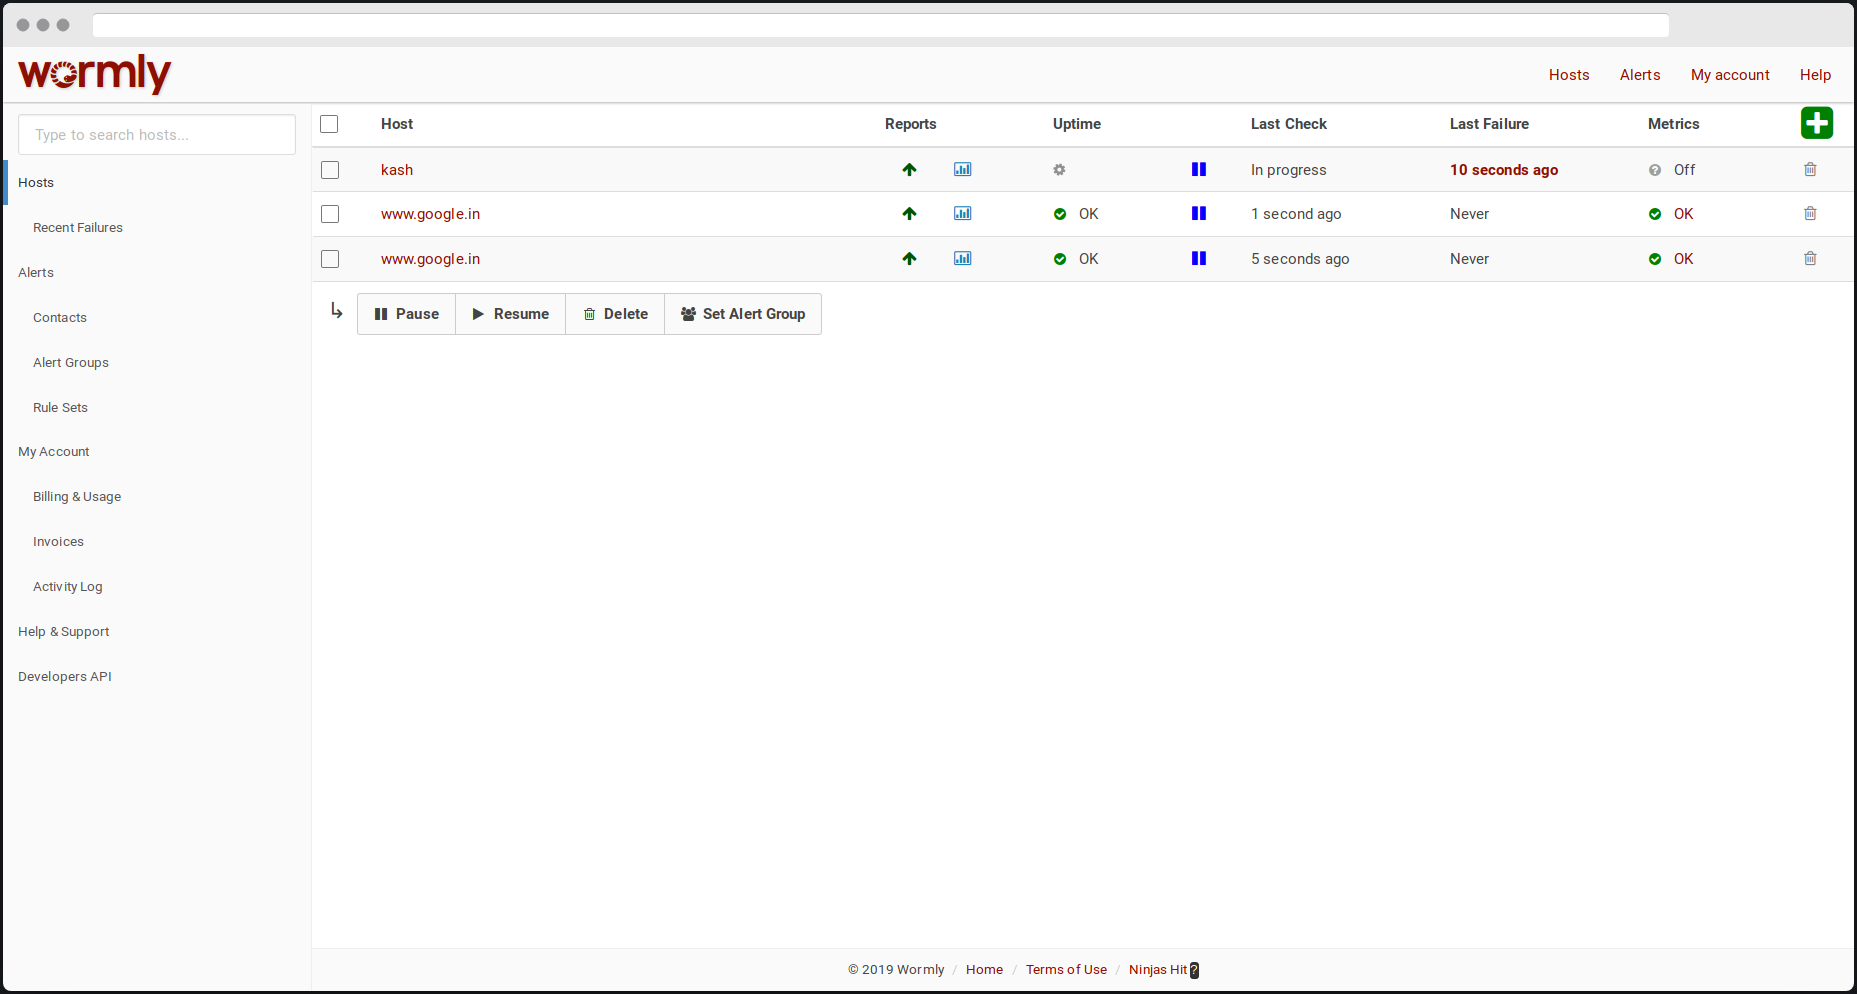 wormly
Hosts Alerts My account Help
Type to search hosts...
Hosts
Recent Failures
Alerts
Contacts
Alert Groups
Rule Sets
My Account
Billing & Usage
Invoices
Activity Log
Help & Support
Developers API
Host Reports Uptime Last Check Last Failure Metrics
kash In progress 10 seconds ago Off
www.google.in OK 1 second ago Never OK
www.google.in OK 5 seconds ago Never OK
Pause Resume Delete Set Alert Group
© 2019 Wormly / Home / Terms of Use / Ninjas Hit ?